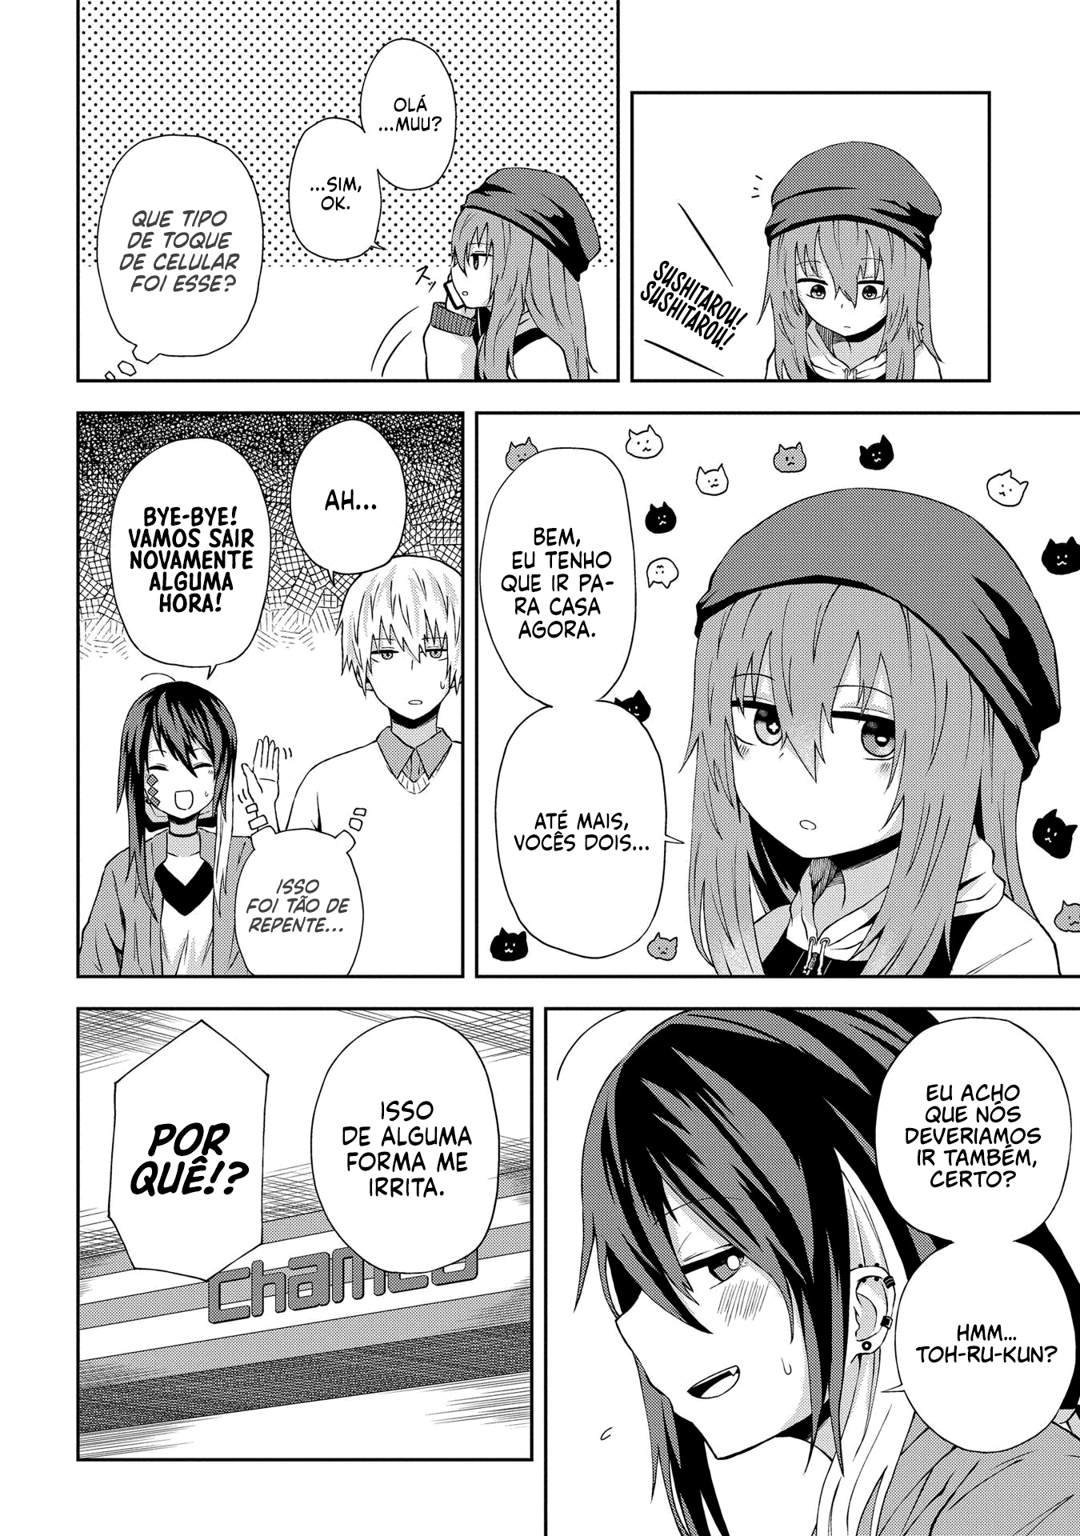 SUSHITAROU!
SUSHITAROU!
OLÁ
...MUU?
...SIM,
OK.
QUE TIPO
DE TOQUE
DE CELULAR
FOI ESSE?
BEM,
EU TENHO
QUE IR PA-
RA CASA
AGORA.
ATÉ MAIS,
VOCÊS DOIS...
AH...
BYE-BYE!
VAMOS SAIR
NOVAMENTE
ALGUMA
HORA!
ISSO
FOI TÃO DE
REPENTE...
EU ACHO
QUE NÓS
DEVERIAMOS
IR TAMBÉM,
CERTO?
HMM...
TOH-RU-KUN?
ISSO
DE ALGUMA
FORMA ME
IRRITA.
POR
QUÊ!?